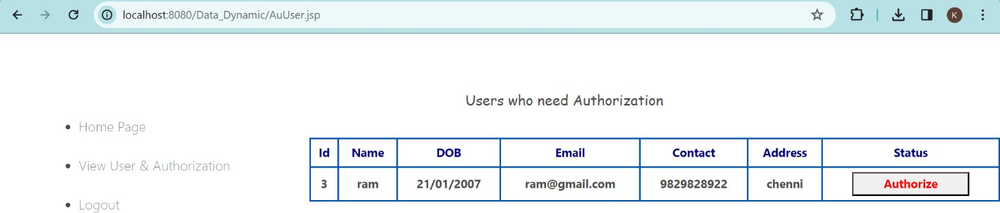 localhost:8080/Data_Dynamic/AuUser.jsp K
Users who need Authorization
Home Page
View User & Authorization
Logout
Id Name DOB Email Contact Address Status
3 ram 21/01/2007 ram@gmail.com 9829828922 chenni Authorize